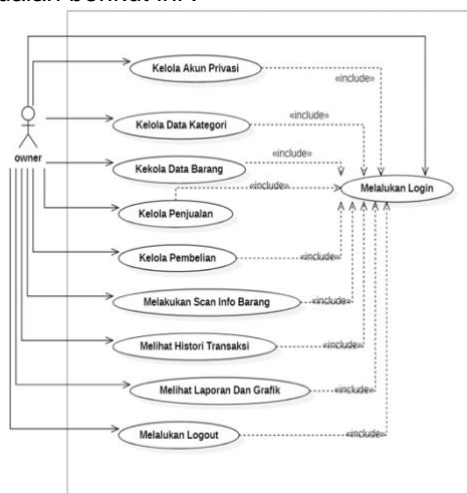 Kelola Akun Privasi
«include»
Kelola Data Kategori
«include»
owner
Kekola Data Barang
«include»
Kelola Penjualan
«include»
Melalukan Login
Kelola Pembelian
«include»
Melakukan Scan Info Barang
«include»
Melihat Histori Transaksi
«include»
Melihat Laporan Dan Grafik
«include»
Melalukan Logout
«include»